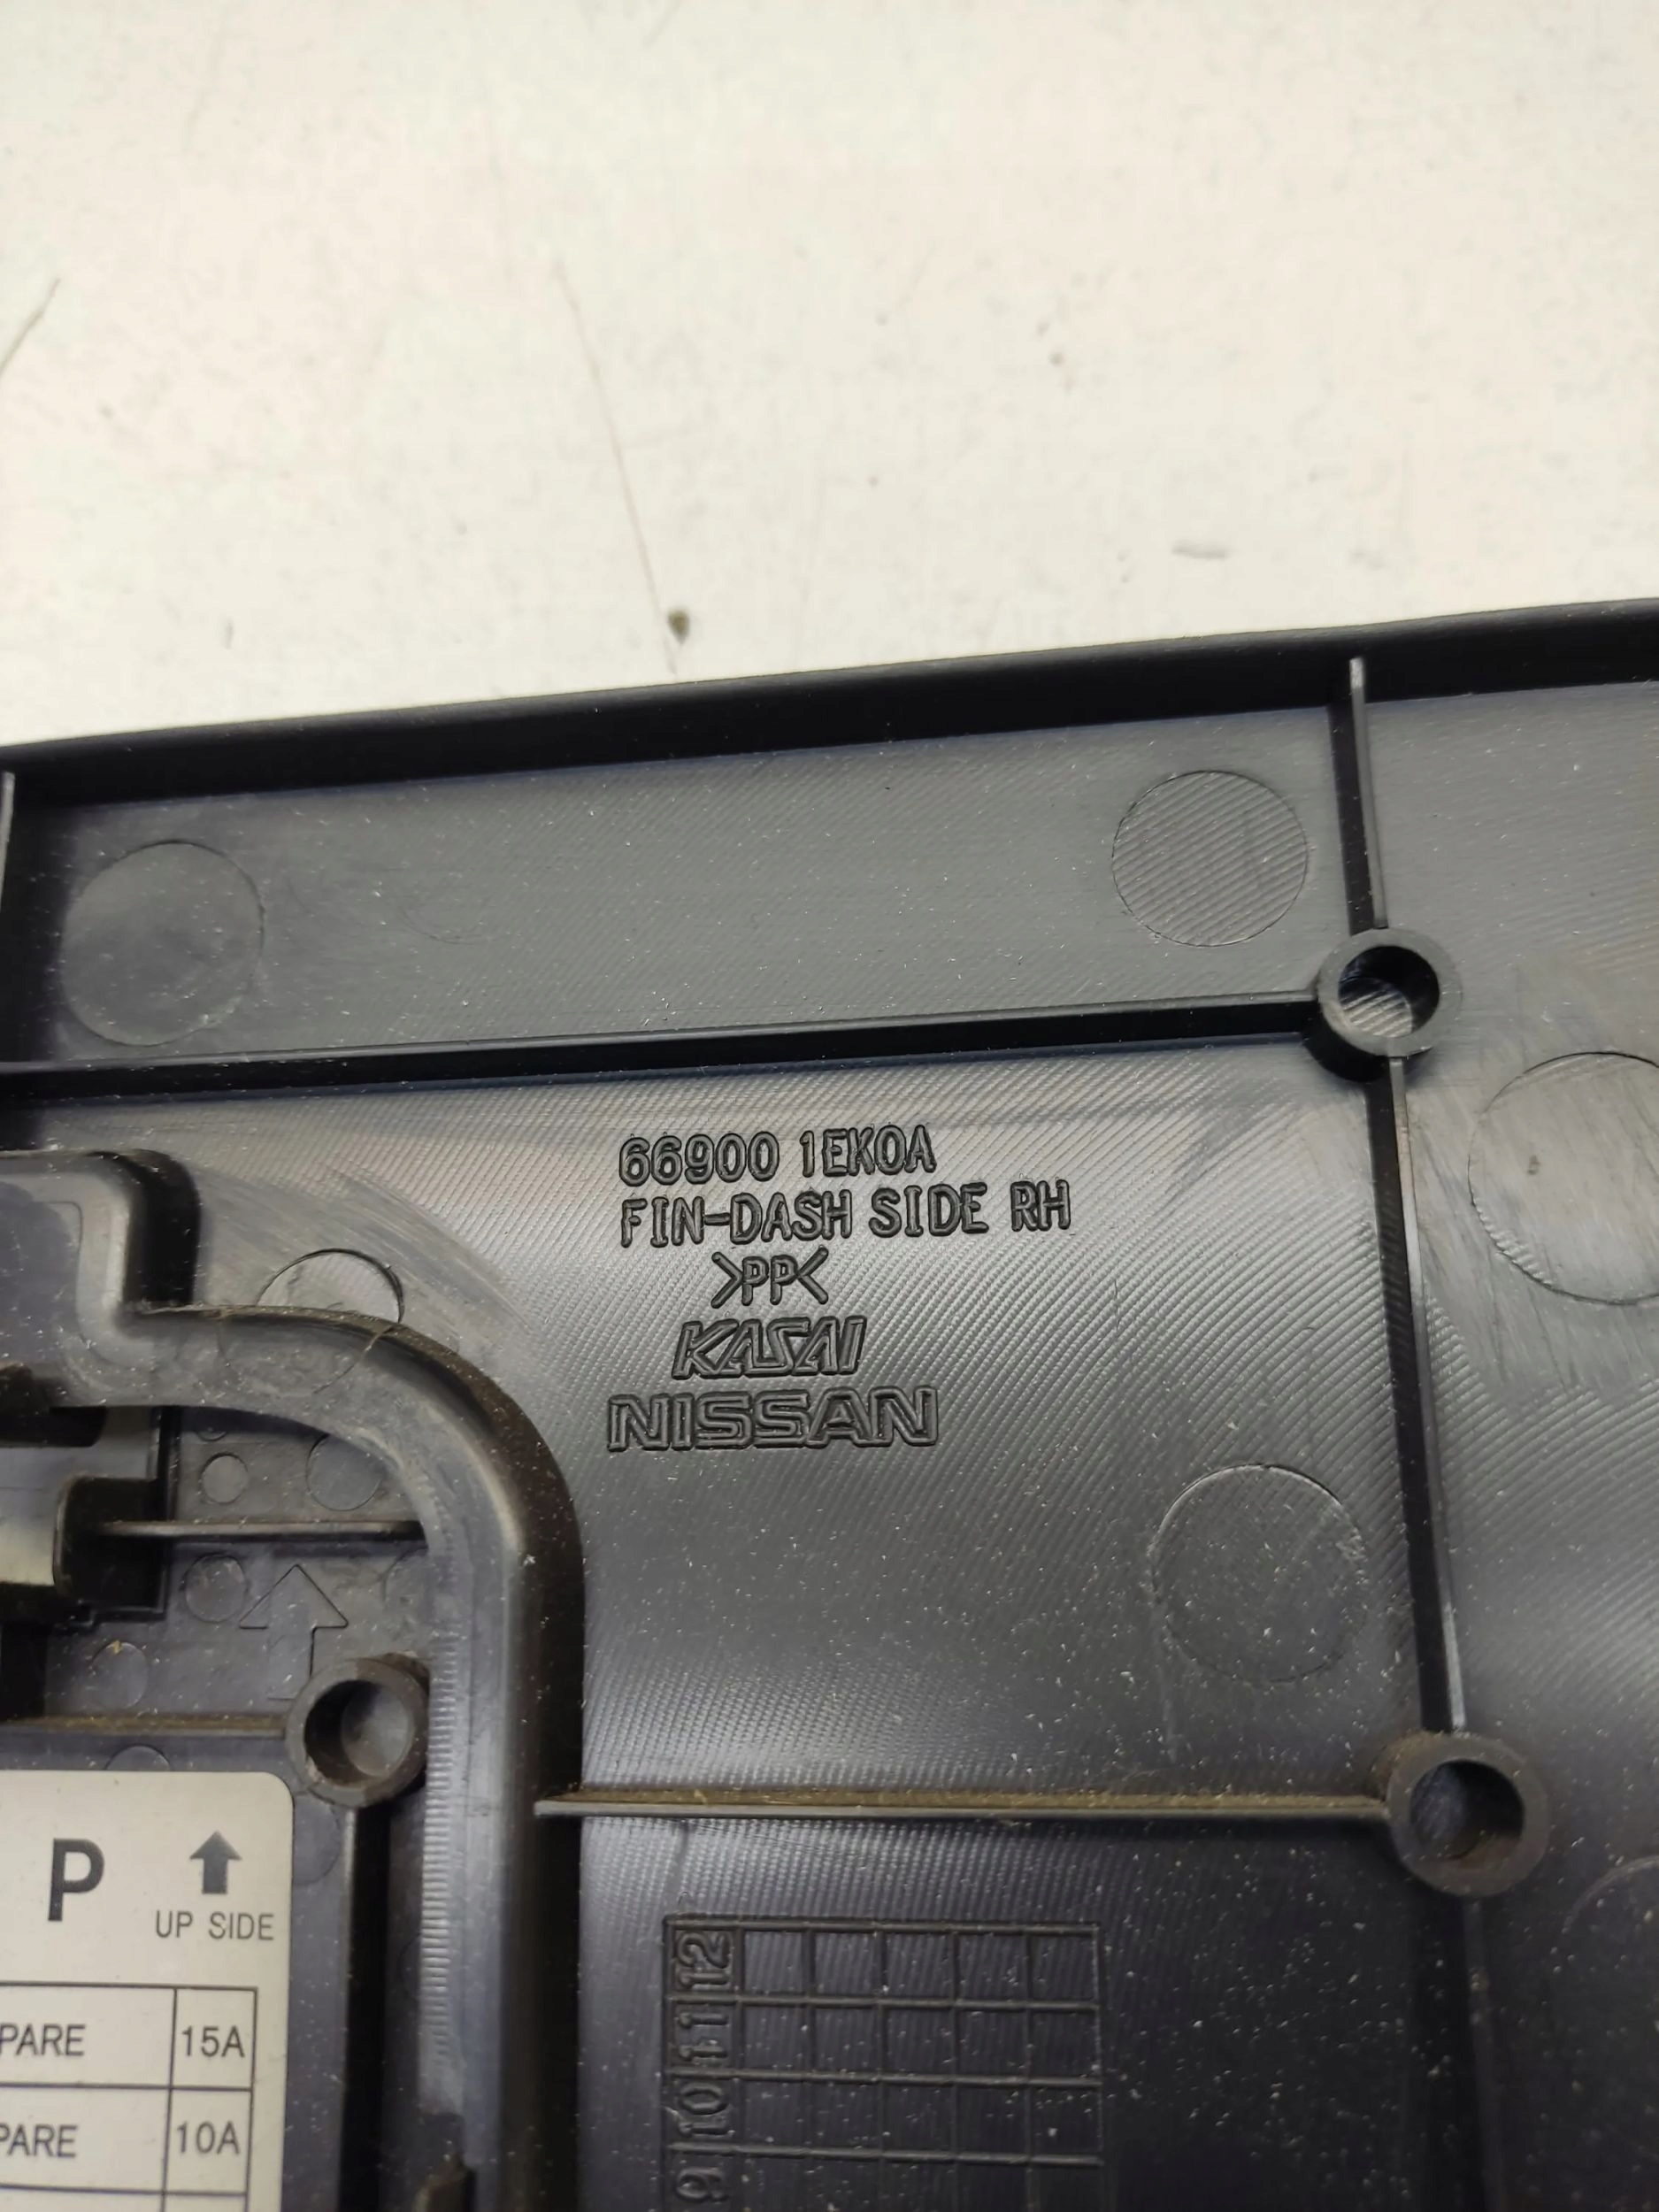 66900 1EK0A
FIN-DASH SIDE RH
>PP<
KASAI
NISSAN
P
UP SIDE
PARE 15A
PARE 10A
12
11
10
9